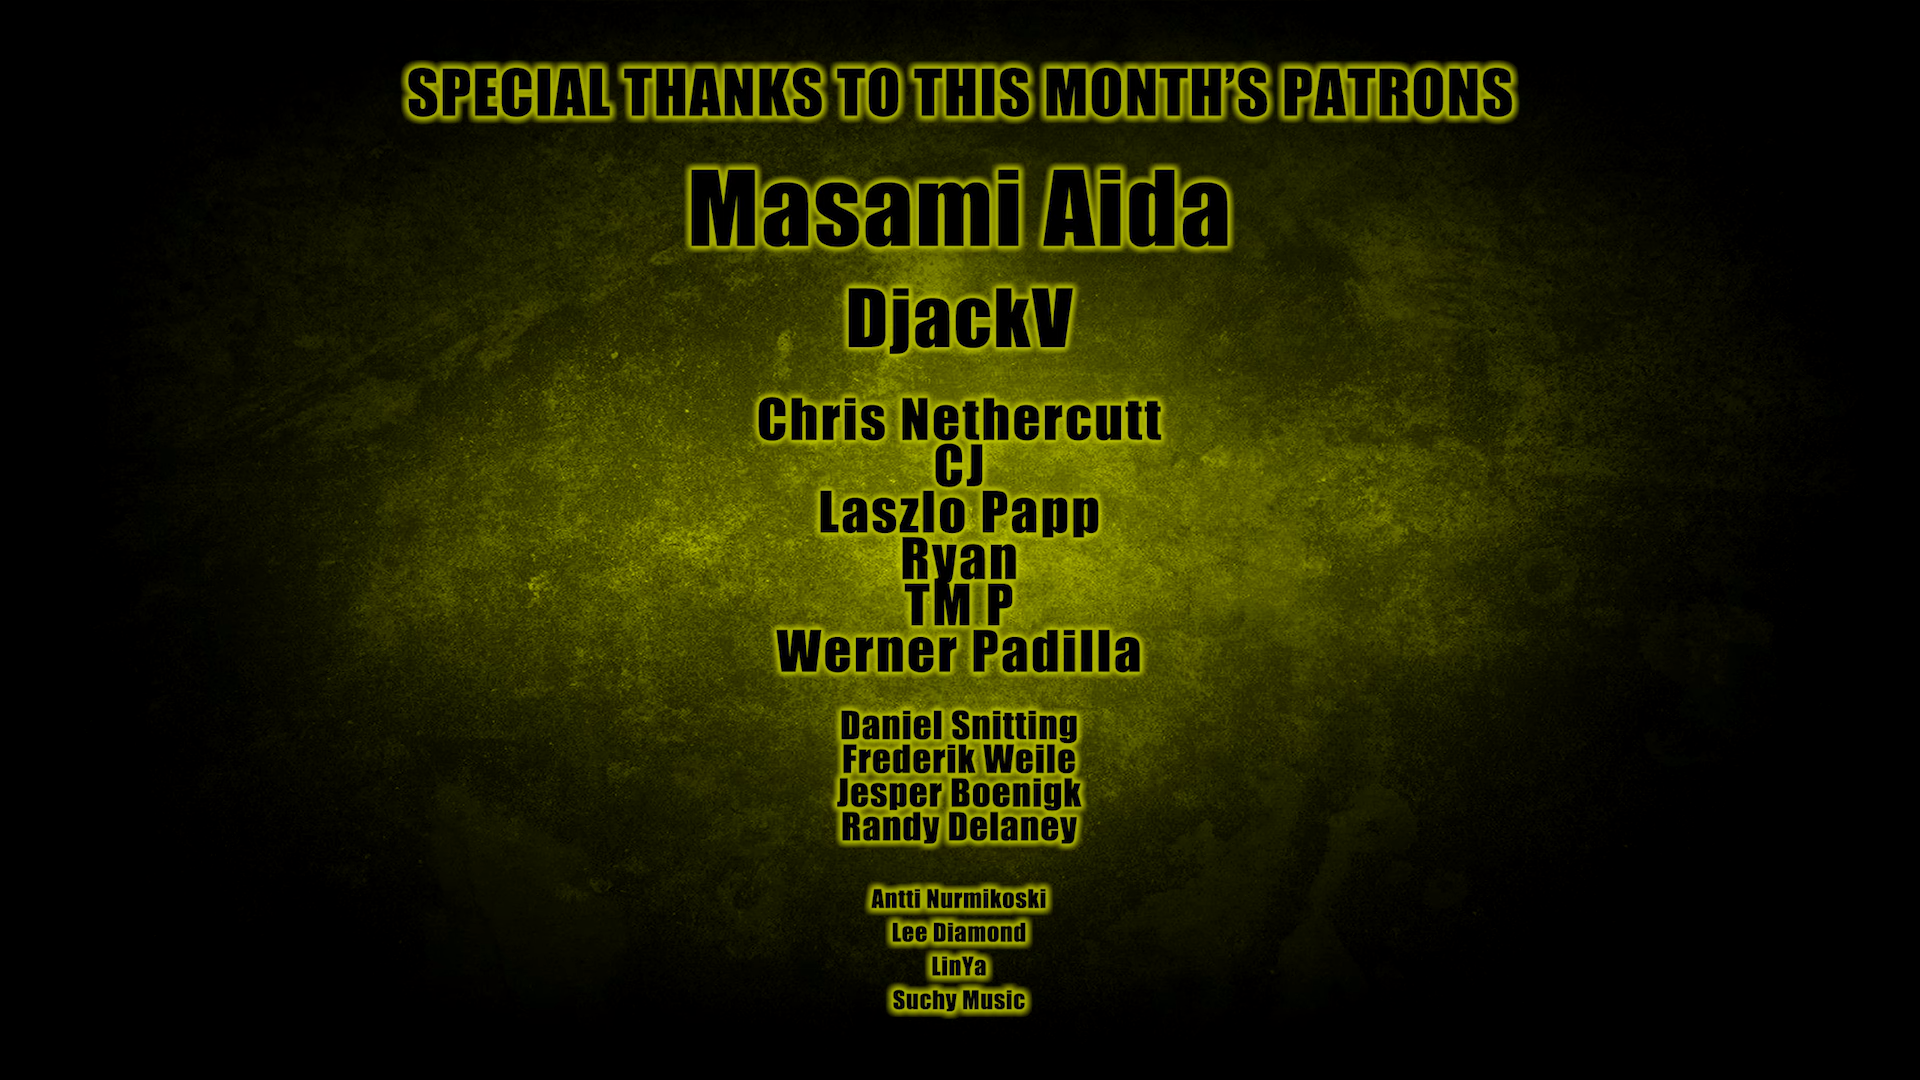 SPECIAL THANKS TO THIS MONTH’S PATRONS
Masami Aida
DjackV
Chris Nethercutt
CJ
Laszlo Papp
Ryan
TM P
Werner Padilla
Daniel Snitting
Frederik Weile
Jesper Boenigk
Randy Delaney
Antti Nurmikoski
Lee Diamond
LinYa
Suchy Music